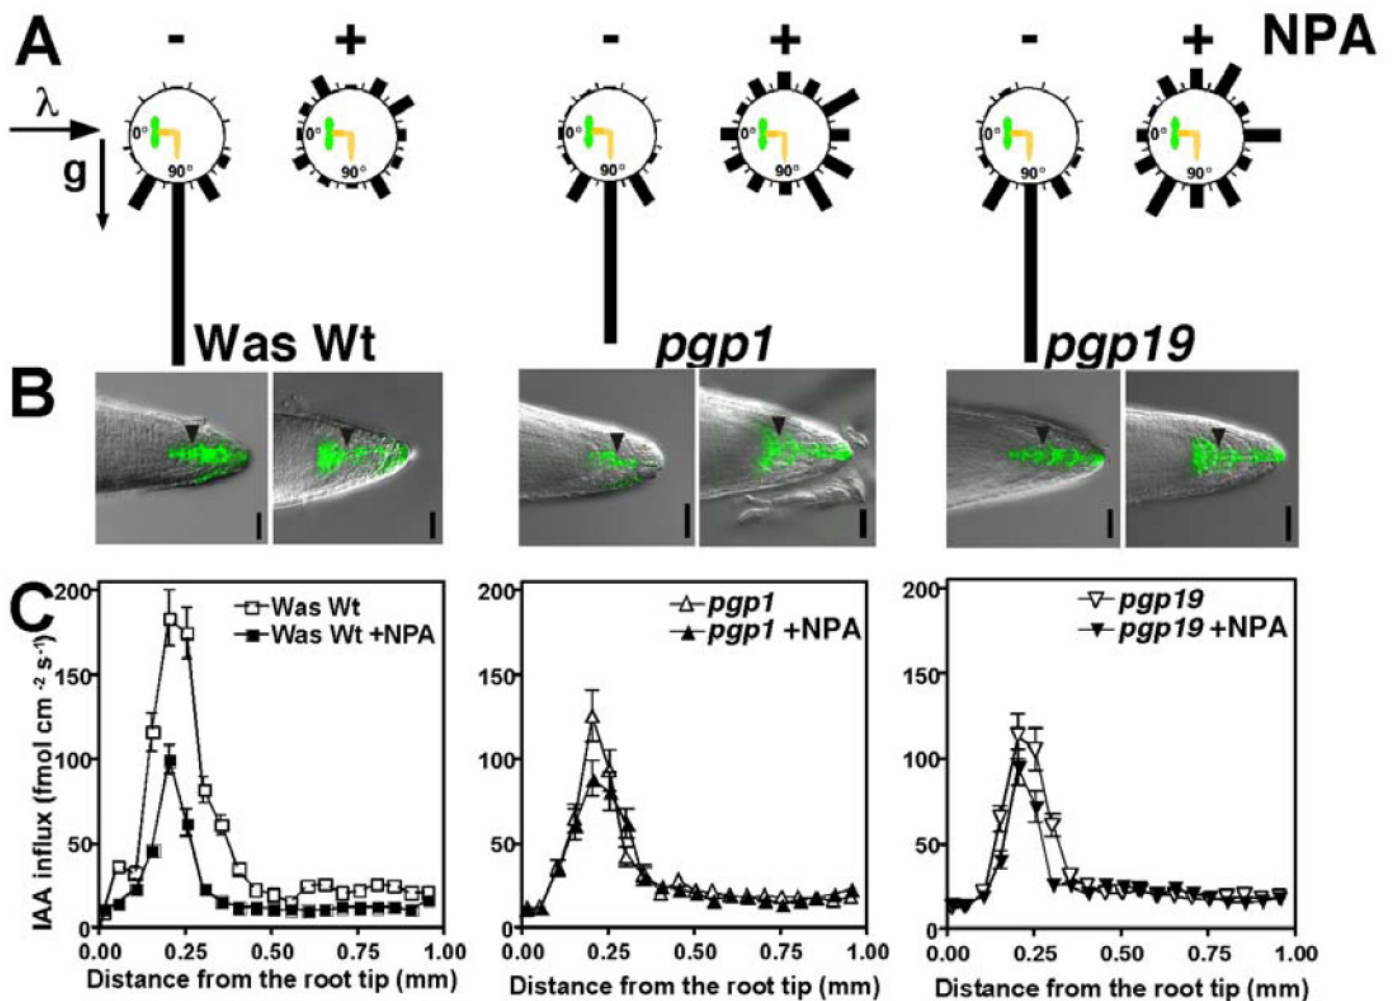 A - + - + - + NPA
λ
g
0° 0° 0° 0° 0° 0°
90° 90° 90° 90° 90° 90°
Was Wt pgp1 pgp19
B
C
IAA influx (fmol cm -2 s-1)
200
150
100
50
0
0.00 0.25 0.50 0.75 1.00
Distance from the root tip (mm)
Was Wt
Was Wt +NPA
200
150
100
50
0
0.00 0.25 0.50 0.75 1.00
Distance from the root tip (mm)
pgp1
pgp1 +NPA
200
150
100
50
0
0.00 0.25 0.50 0.75 1.00
Distance from the root tip (mm)
pgp19
pgp19 +NPA